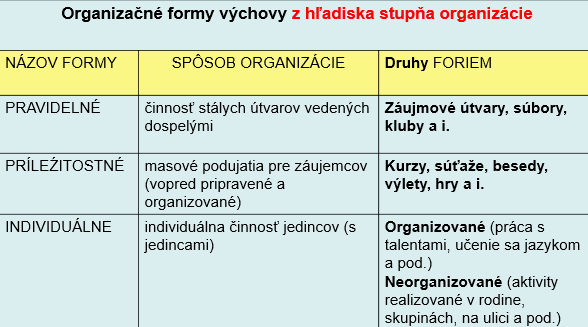 Organizačné formy výchovy z hľadiska stupňa organizácie
NÁZOV FORMY
SPÔSOB ORGANIZÁCIE
Druhy FORIEM
PRAVIDELNÉ
činnosť stálych útvarov vedených
dospelými
Záujmové útvary, súbory,
kluby a i.
PRÍLEŽITOSTNÉ
masové podujatia pre záujemcov
(vopred pripravené a
organizované)
Kurzy, súťaže, besedy,
výlety, hry a i.
INDIVIDUÁLNE
individuálna činnosť jedincov (s
jedincami)
Organizované (práca s
talentami, učenie sa jazykom
a pod.)
Neorganizované (aktivity
realizované v rodine,
skupinách, na ulici a pod.)